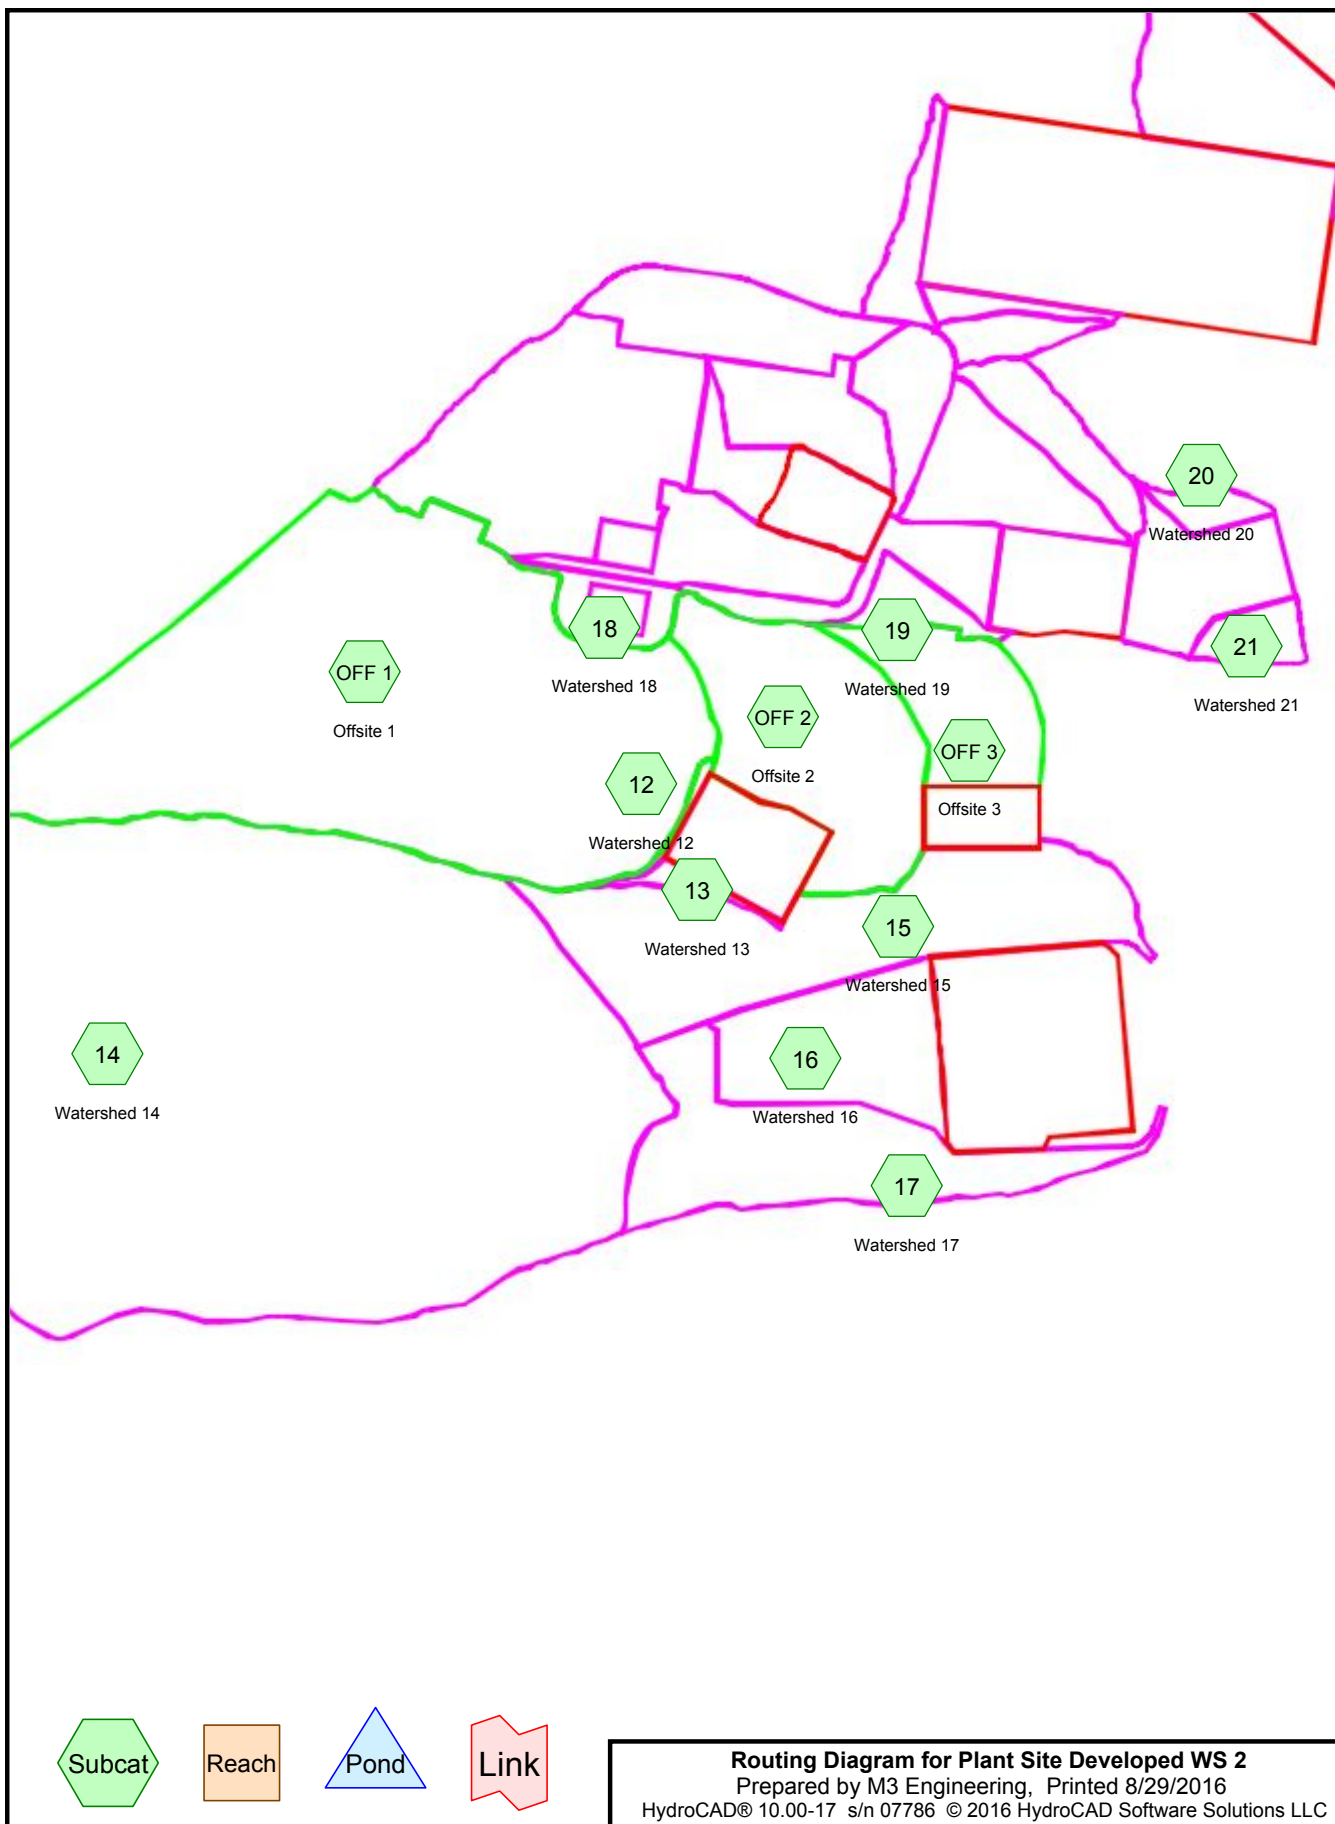 20
Watershed 20
18
Watershed 18
19
Watershed 19
21
Watershed 21
OFF 1
Offsite 1
OFF 2
Offsite 2
OFF 3
Offsite 3
12
Watershed 12
13
Watershed 13
15
Watershed 15
14
Watershed 14
16
Watershed 16
17
Watershed 17
Subcat
Reach
Pond
Link
Routing Diagram for Plant Site Developed WS 2
Prepared by M3 Engineering, Printed 8/29/2016
HydroCAD® 10.00-17 s/n 07786 © 2016 HydroCAD Software Solutions LLC